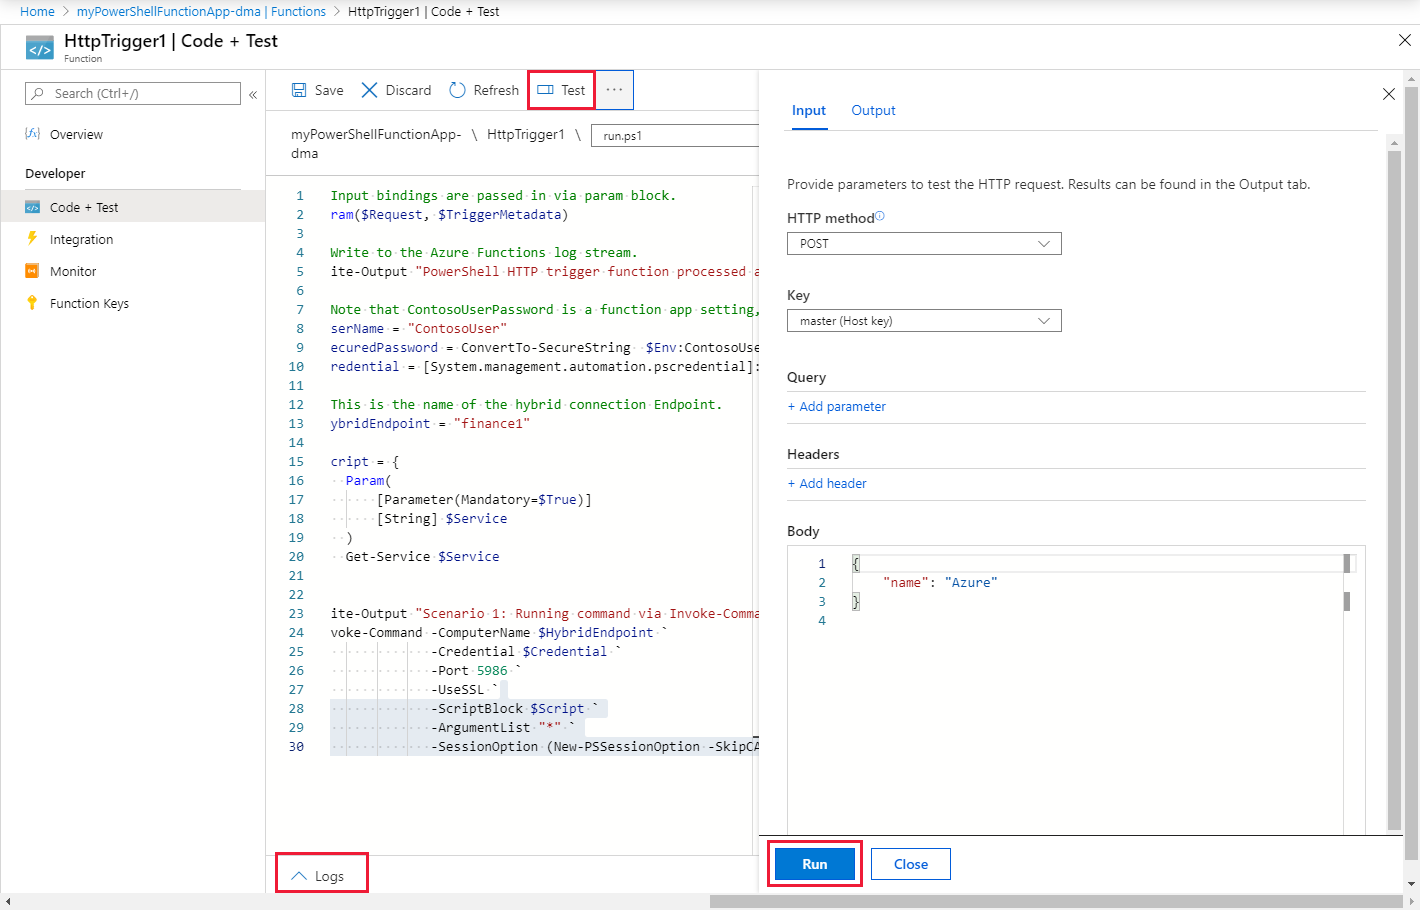 Home > myPowerShellFunctionApp-dma | Functions > HttpTrigger1 | Code + Test
HttpTrigger1 | Code + Test
Function
Search (Ctrl+/)
«
Overview
Developer
Code + Test
Integration
Monitor
Function Keys
Save
Discard
Refresh
Test
...
myPowerShellFunctionApp-dma \ HttpTrigger1 \ run.ps1
1 Input bindings are passed in via param block.
2 ram($Request, $TriggerMetadata)
3
4 Write to the Azure Functions log stream.
5 ite-Output "PowerShell HTTP trigger function processed a
6
7 Note that ContosoUserPassword is a function app setting,
8 serName = "ContosoUser"
9 ecuredPassword = ConvertTo-SecureString $Env:ContosoUse
10 redential = [System.management.automation.pscredential]:
11
12 This is the name of the hybrid connection Endpoint.
13 ybridEndpoint = "finance1"
14
15 cript = {
16 Param(
17 [Parameter(Mandatory=$True)]
18 [String] $Service
19 )
20 Get-Service $Service
21
22
23 ite-Output "Scenario 1: Running command via Invoke-Comma
24 voke-Command -ComputerName $HybridEndpoint `
25 -Credential $Credential `
26 -Port 5986 `
27 -UseSSL `
28 -ScriptBlock $Script `
29 -ArgumentList "*" `
30 -SessionOption (New-PSSessionOption -SkipCA
Logs
Input
Output
Provide parameters to test the HTTP request. Results can be found in the Output tab.
HTTP method
POST
Key
master (Host key)
Query
+ Add parameter
Headers
+ Add header
Body
1 {
2 "name": "Azure"
3 }
4
Run
Close